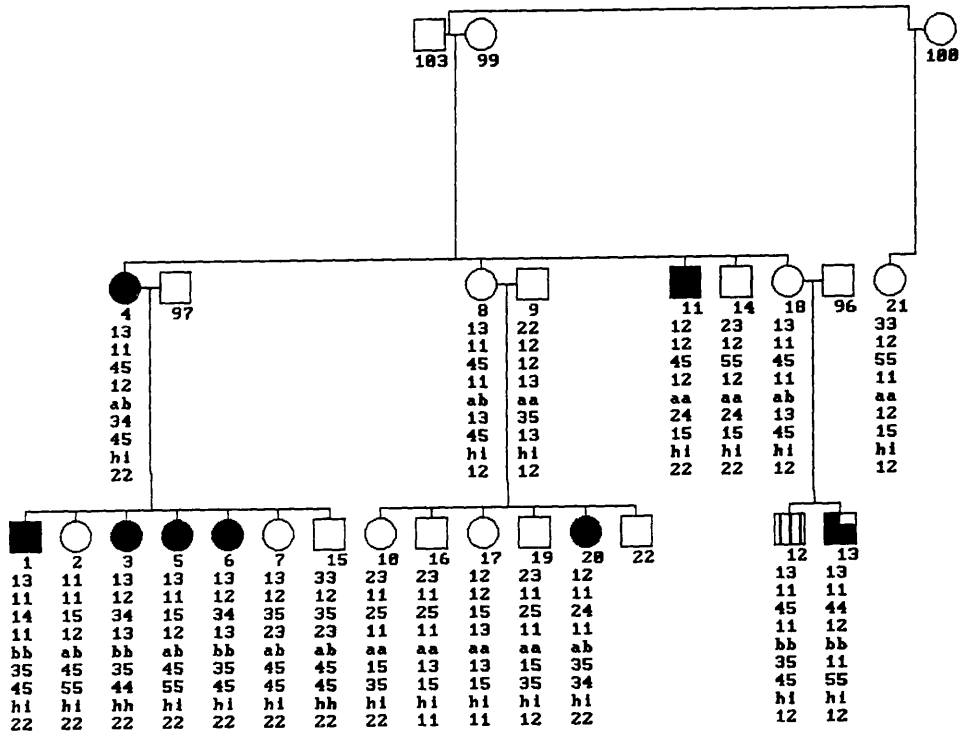 103 99 100
4 97 8 9 11 14 18 96 21
13 13 22 12 23 13 33
11 11 12 12 12 11 12
45 45 12 45 55 45 55
12 11 13 12 12 11 11
ab ab aa aa aa ab aa
34 13 35 24 24 13 12
45 45 13 15 15 45 15
hi hi hi hi hi hi hi
22 12 12 22 22 12 12
1 2 3 5 6 7 15 10 16 17 19 20 22 12 13
13 11 13 13 13 13 33 23 23 12 23 12 13 13
11 11 12 11 12 12 12 11 11 12 11 11 11 11
14 15 34 15 34 35 35 25 25 15 25 24 45 44
11 12 13 12 13 23 23 11 11 13 11 11 11 12
bb ab bb ab bb ab ab aa aa aa aa ab bb bb
35 45 35 45 35 45 45 15 13 13 15 35 35 11
45 55 44 55 45 45 45 35 15 15 35 34 45 55
hi hi hh hi hi hi hh hi hi hi hi hi hi hi
22 22 22 22 22 22 22 22 11 11 12 22 12 12